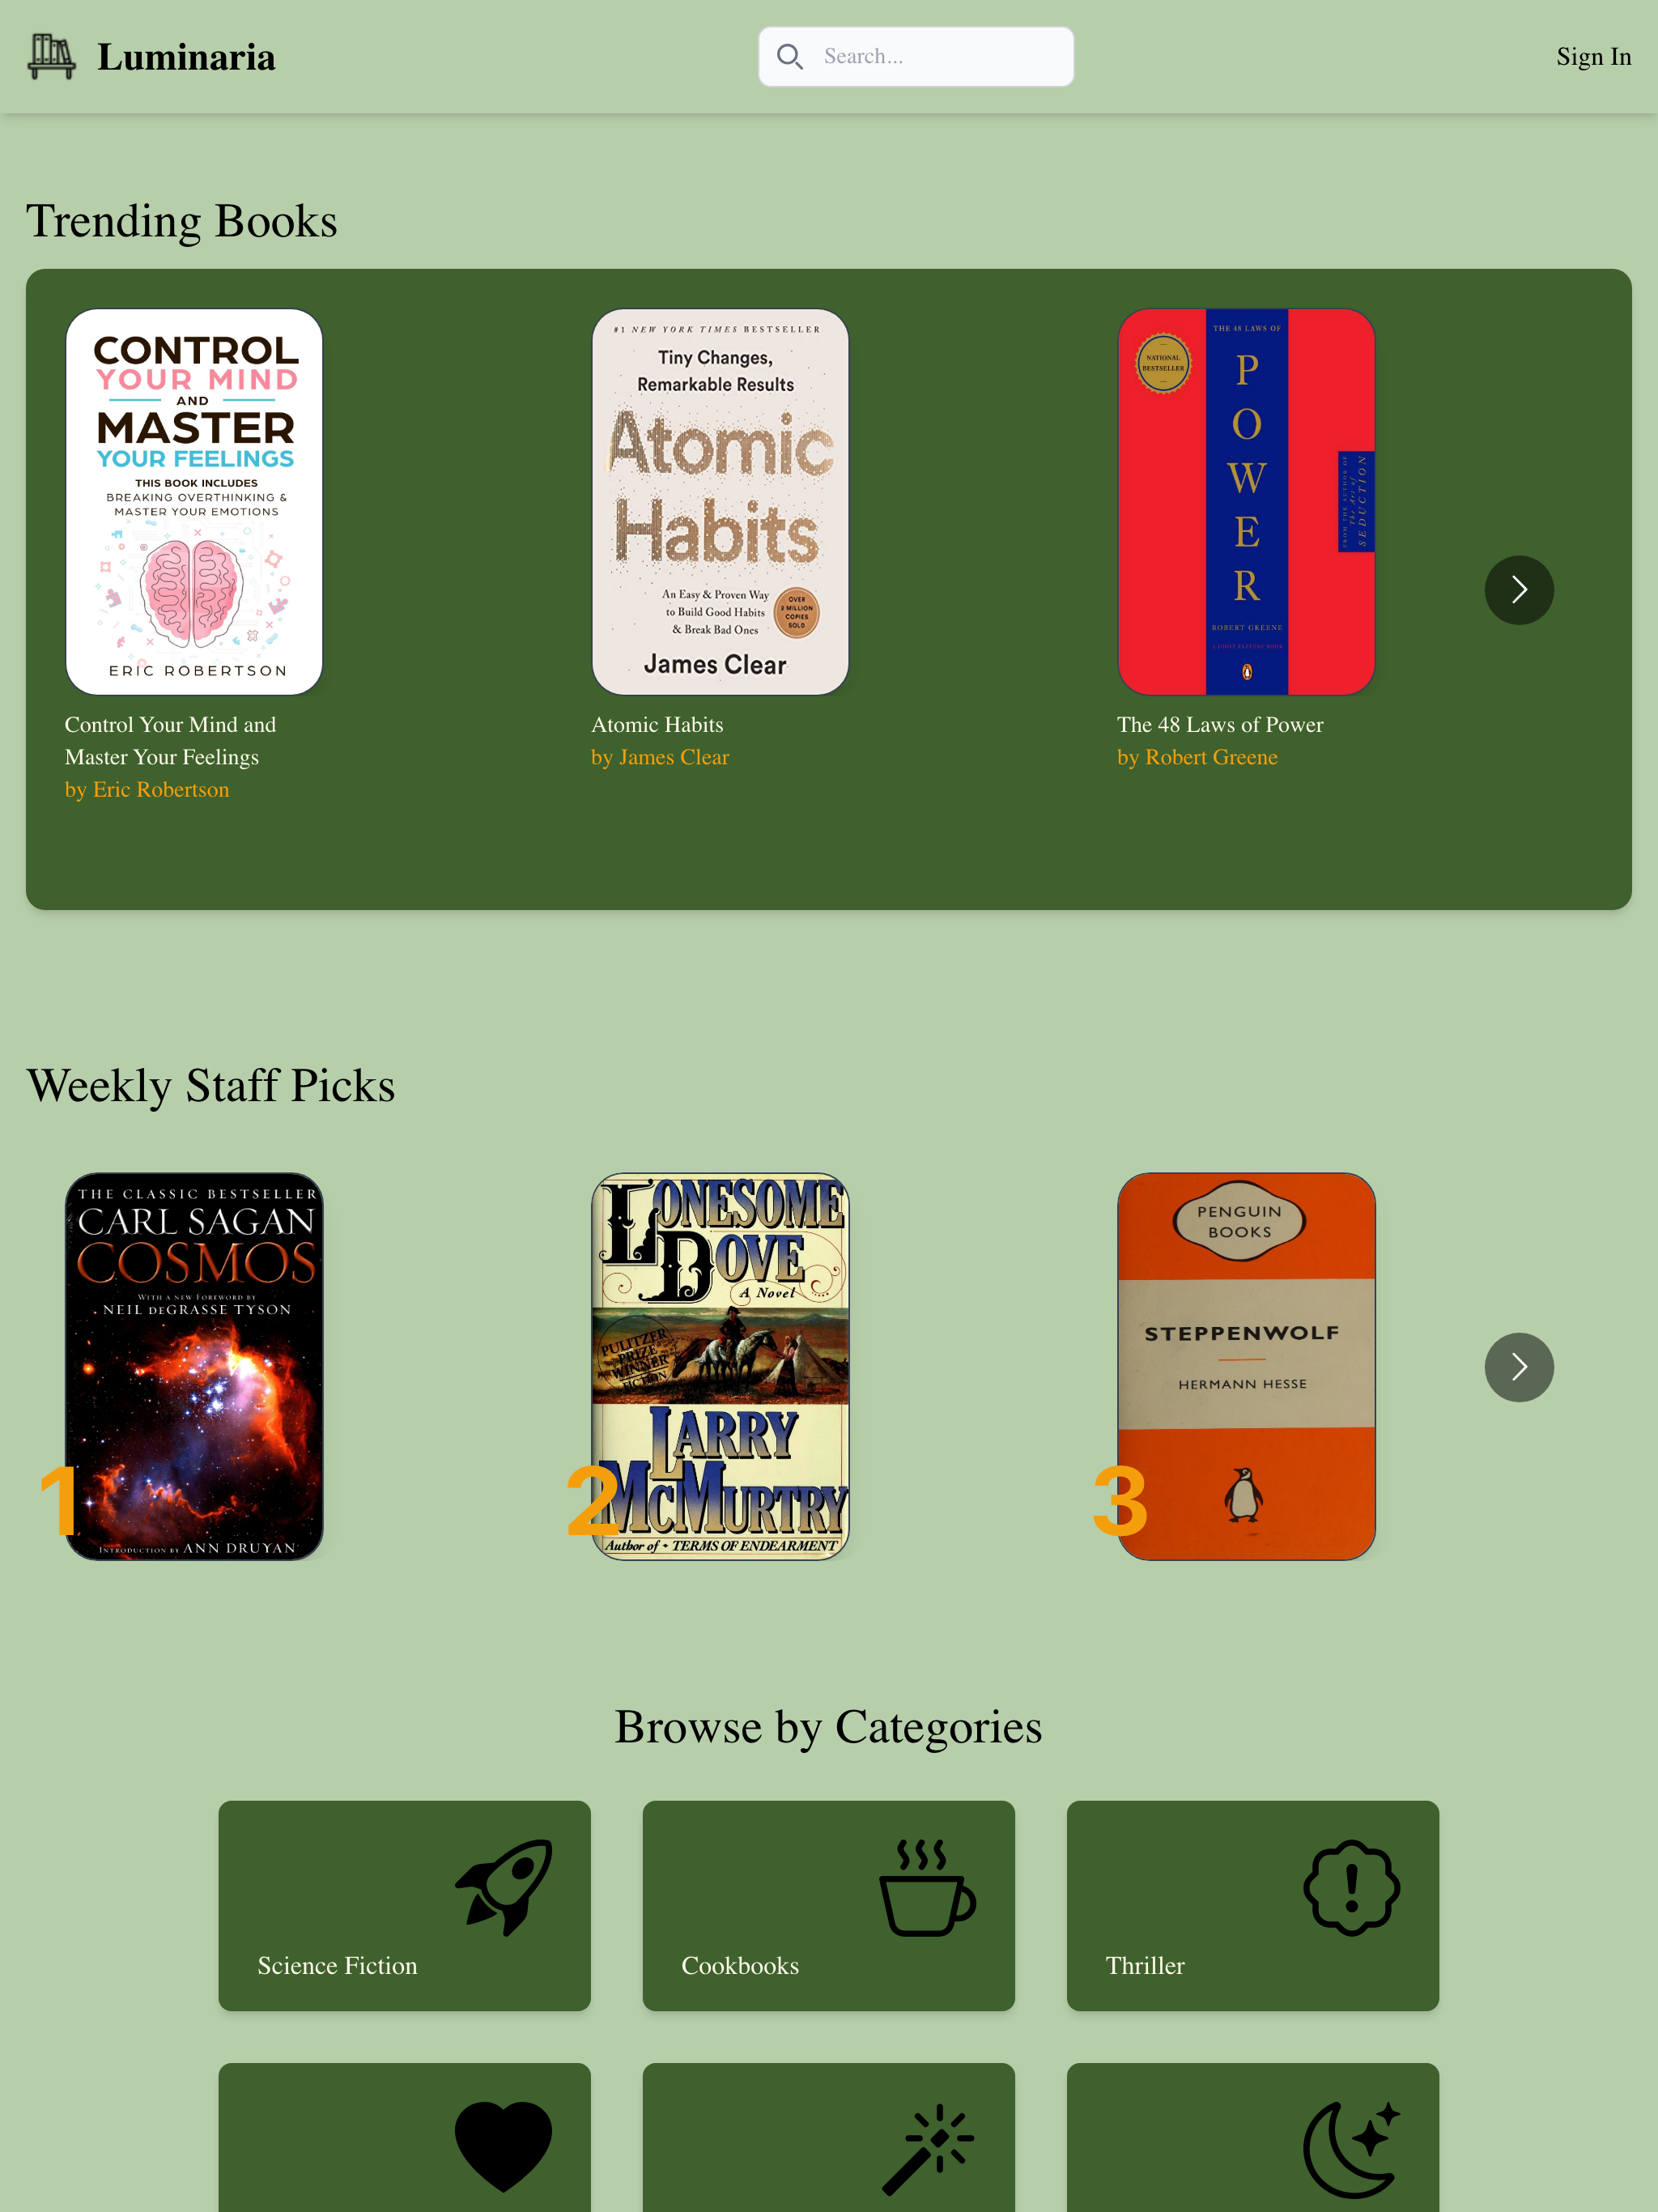 Luminaria
Search...
Sign In
Trending Books
CONTROL
YOUR MIND
AND
MASTER
YOUR FEELINGS
THIS BOOK INCLUDES
BREAKING OVERTHINKING &
MASTER YOUR EMOTIONS
ERIC ROBERTSON
Control Your Mind and
Master Your Feelings
by Eric Robertson
#1 NEW YORK TIMES BESTSELLER
Tiny Changes,
Remarkable Results
Atomic
Habits
An Easy & Proven Way
to Build Good Habits
& Break Bad Ones
OVER
2 MILLION
COPIES
SOLD
James Clear
Atomic Habits
by James Clear
THE 48 LAWS OF
POWER
NATIONAL
BESTSELLER
FROM THE AUTHOR OF
The Art of
SEDUCTION
ROBERT GREENE
The 48 Laws of Power
by Robert Greene
Weekly Staff Picks
THE CLASSIC BESTSELLER
CARL SAGAN
COSMOS
WITH A NEW FOREWORD BY
NEIL DEGRASSE TYSON
INTRODUCTION BY ANN DRUYAN
1
LONESOME
DOVE
A Novel
PULITZER
PRIZE
WINNER
FICTION
LARRY
MCMURTRY
Author of • TERMS OF ENDEARMENT
2
PENGUIN
BOOKS
STEPPENWOLF
HERMANN HESSE
3
Browse by Categories
Science Fiction
Cookbooks
Thriller